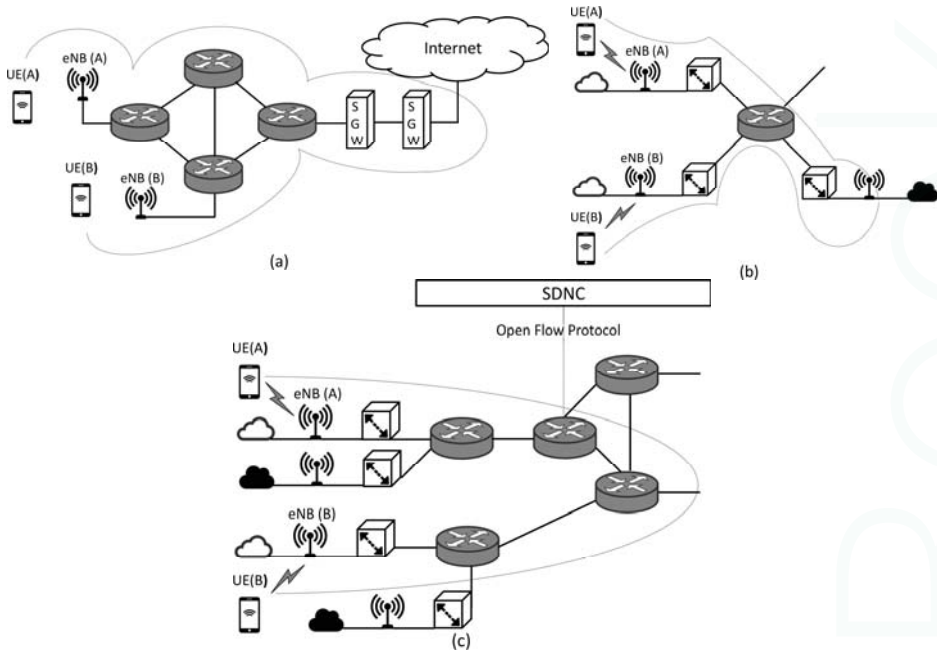 UE(A)
eNB (A)
Internet
S
G
W
S
G
W
UE(B)
eNB (B)
(a)
UE(A)
eNB (A)
eNB (B)
UE(B)
(b)
SDNC
Open Flow Protocol
UE(A)
eNB (A)
eNB (B)
UE(B)
(c)